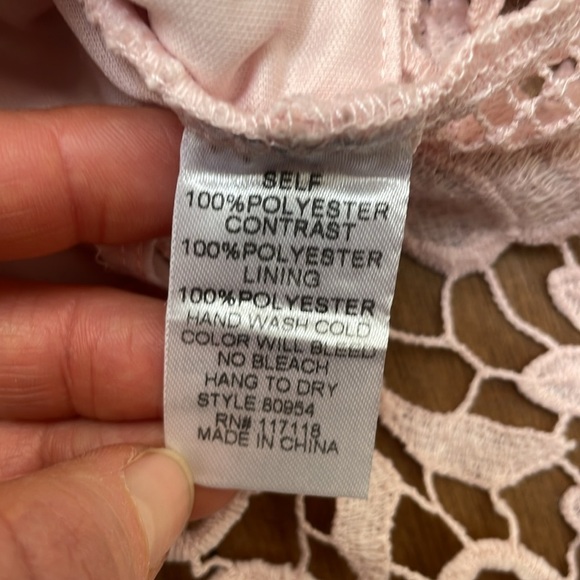 SELF
100%POLYESTER
CONTRAST
100%POLYESTER
LINING
100%POLYESTER
HAND WASH COLD
COLOR WILL BLEED
NO BLEACH
HANG TO DRY
STYLE:80954
RN# 117118
MADE IN CHINA